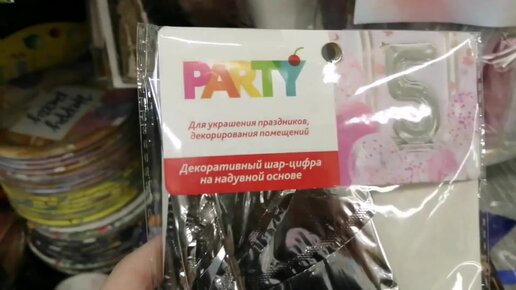 PARTY
Для украшения праздников,
декорирования помещений
Декоративный шар-цифра
на надувной основе
5